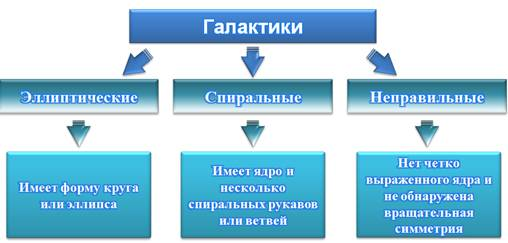 Галактики
Эллиптические
Спиральные
Неправильные
Имеет форму круга
или эллипса
Имеет ядро и
несколько
спиральных рукавов
или ветвей
Нет четко
выраженного ядра и
не обнаружена
вращательная
симметрия